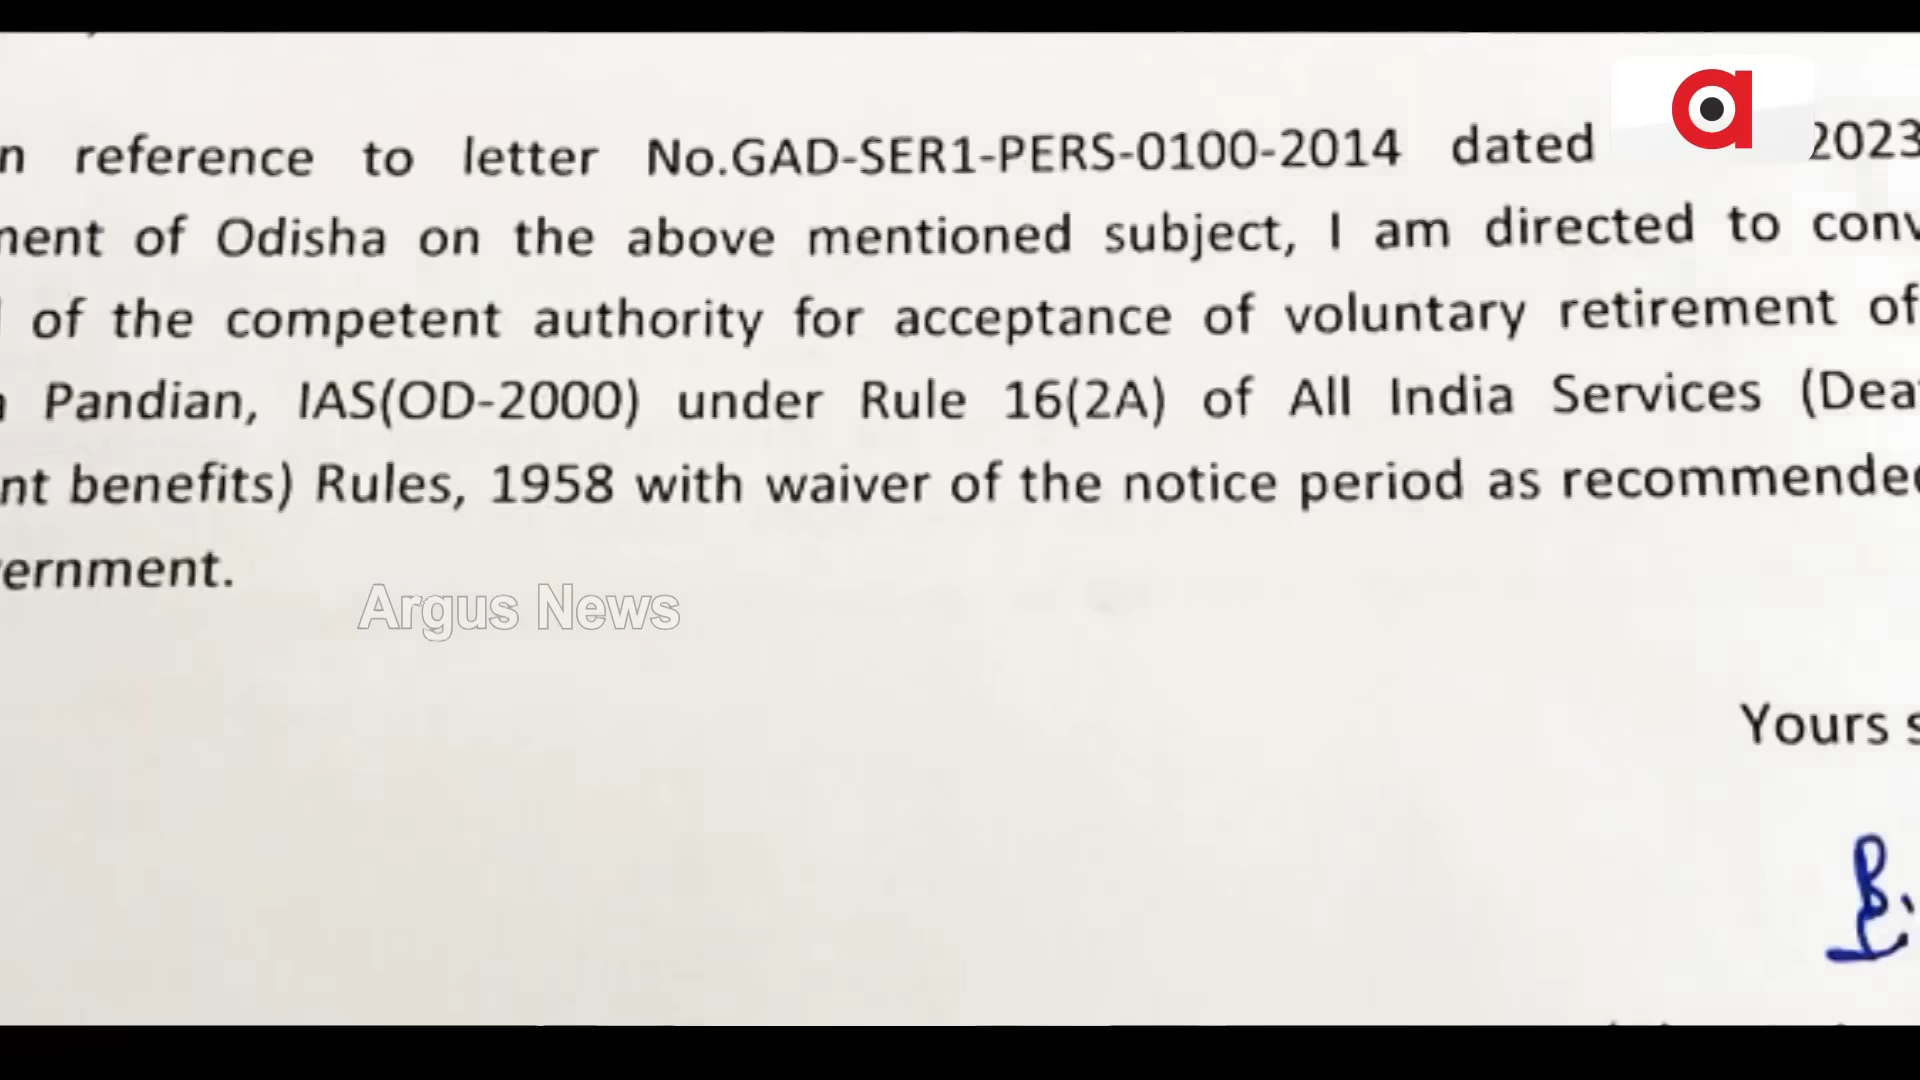 n reference to letter No.GAD-SER1-PERS-0100-2014 dated 2023
ment of Odisha on the above mentioned subject, I am directed to conv
of the competent authority for acceptance of voluntary retirement of
Pandian, IAS(OD-2000) under Rule 16(2A) of All India Services (Deat
nt benefits) Rules, 1958 with waiver of the notice period as recommended
ernment.
Argus News
Yours s
B.